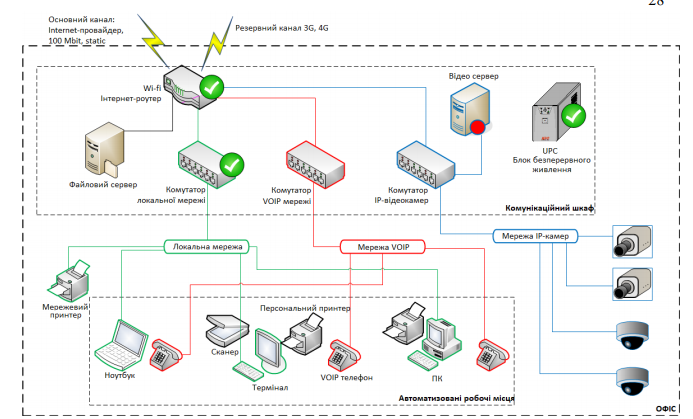 28
Основний канал:
Internet-провайдер,
100 Mbit, static
Резервний канал 3G, 4G
Wi-fi
Інтернет-роутер
Відео сервер
UPC
Блок безперервного
живлення
Файловий сервер
Комутатор
локальної мережі
Комутатор
VOIP мережі
Комутатор
IP-відеокамер
Комунікаційний шкаф
Локальна мережа
Мережа VOIP
Мережа IP-камер
Мережевий
принтер
Персональний принтер
Ноутбук
Сканер
Термінал
VOIP телефон
ПК
Автоматизовані робочі місця
ОФІС